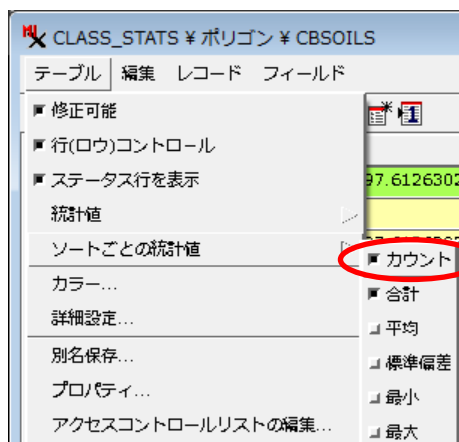 CLASS_STATS ¥ ポリゴン ¥ CBSOILS
テーブル 編集 レコード フィールド
修正可能
行(ロウ)コントロール
ステータス行を表示
97.6126302
統計値
ソートごとの統計値
カウント
カラー...
合計
詳細設定...
平均
別名保存...
標準偏差
プロパティ...
最小
アクセスコントロールリストの編集...
最大